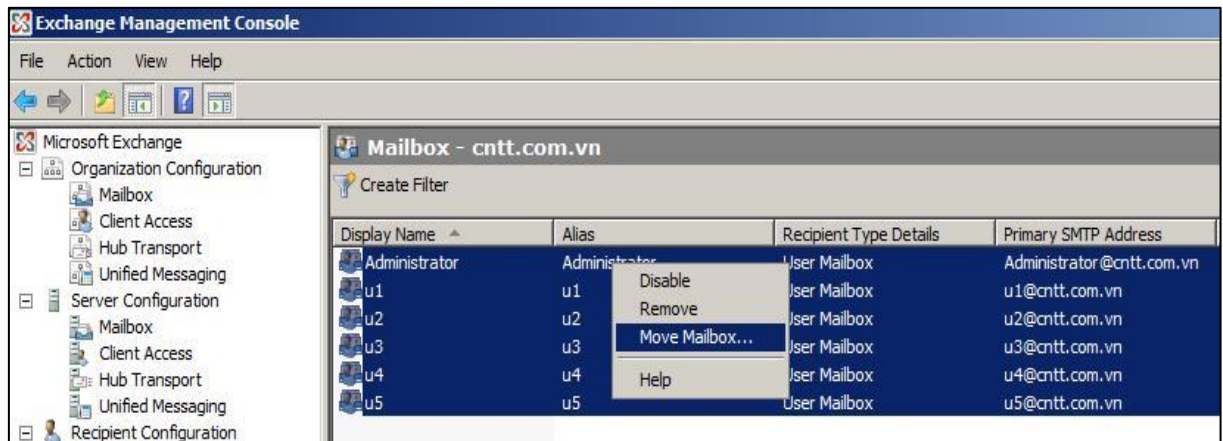 Exchange Management Console
File Action View Help
Microsoft Exchange
Organization Configuration
Mailbox
Client Access
Hub Transport
Unified Messaging
Server Configuration
Mailbox
Client Access
Hub Transport
Unified Messaging
Recipient Configuration
Mailbox - cntt.com.vn
Create Filter
Display Name Alias Recipient Type Details Primary SMTP Address
Administrator Administrator User Mailbox Administrator@cntt.com.vn
u1 u1 User Mailbox u1@cntt.com.vn
u2 u2 User Mailbox u2@cntt.com.vn
u3 u3 User Mailbox u3@cntt.com.vn
u4 u4 User Mailbox u4@cntt.com.vn
u5 u5 User Mailbox u5@cntt.com.vn
Disable
Remove
Move Mailbox...
Help